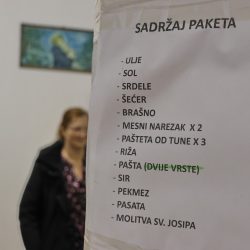 SADRŽAJ PAKETA
- ULJE
- SOL
- SRDELE
- ŠEĆER
- BRAŠNO
- MESNI NAREZAK X 2
- PAŠTETA OD TUNE X 3
- RIŽA
- PAŠTA (DVIJE VRSTE)
- SIR
- PEKMEZ
- PASATA
- MOLITVA SV. JOSIPA